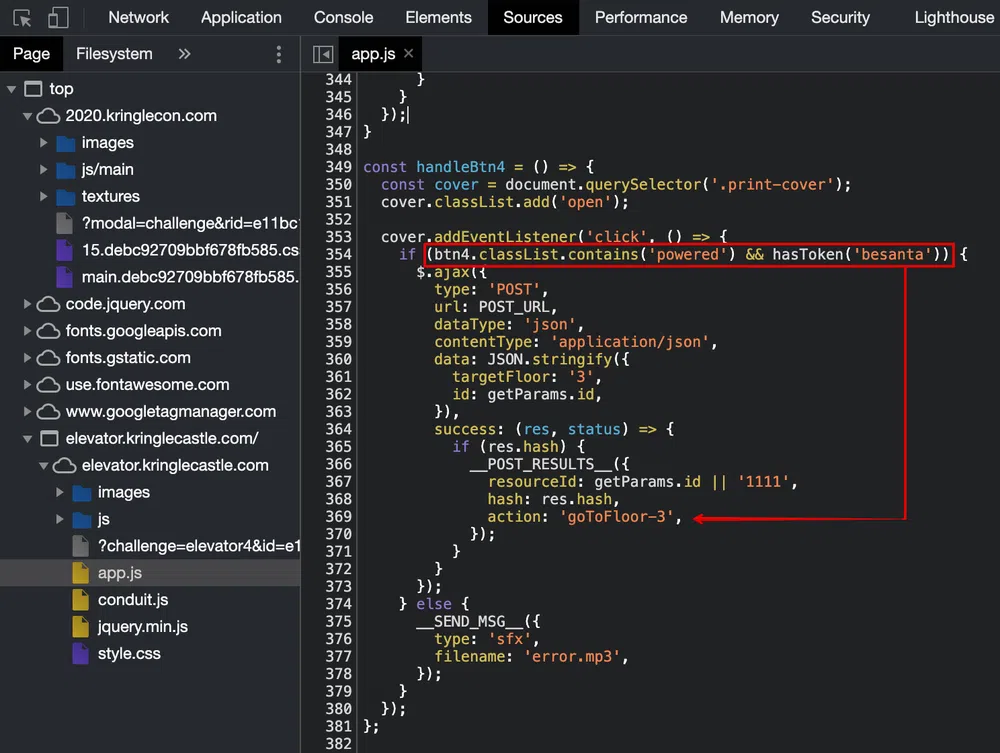 Network Application Console Elements Sources Performance Memory Security Lighthouse
Page Filesystem » app.js ×
top
2020.kringlecon.com
images
js/main
textures
?modal=challenge&rid=e11bc1
15.debc92709bbf678fb585.cs
main.debc92709bbf678fb585.
code.jquery.com
fonts.googleapis.com
fonts.gstatic.com
use.fontawesome.com
www.googletagmanager.com
elevator.kringlecastle.com/
elevator.kringlecastle.com
images
js
?challenge=elevator4&id=e1
app.js
conduit.js
jquery.min.js
style.css
344 }
345 }
346 });
347 }
348
349 const handleBtn4 = () => {
350 const cover = document.querySelector('.print-cover');
351 cover.classList.add('open');
352
353 cover.addEventListener('click', () => {
354 if (btn4.classList.contains('powered') && hasToken('besanta')) {
355 $.ajax({
356 type: 'POST',
357 url: POST_URL,
358 dataType: 'json',
359 contentType: 'application/json',
360 data: JSON.stringify({
361 targetFloor: '3',
362 id: getParams.id,
363 }),
364 success: (res, status) => {
365 if (res.hash) {
366 __POST_RESULTS__({
367 resourceId: getParams.id || '1111',
368 hash: res.hash,
369 action: 'goToFloor-3',
370 });
371 }
372 }
373 });
374 } else {
375 __SEND_MSG__({
376 type: 'sfx',
377 filename: 'error.mp3',
378 });
379 }
380 });
381 };
382